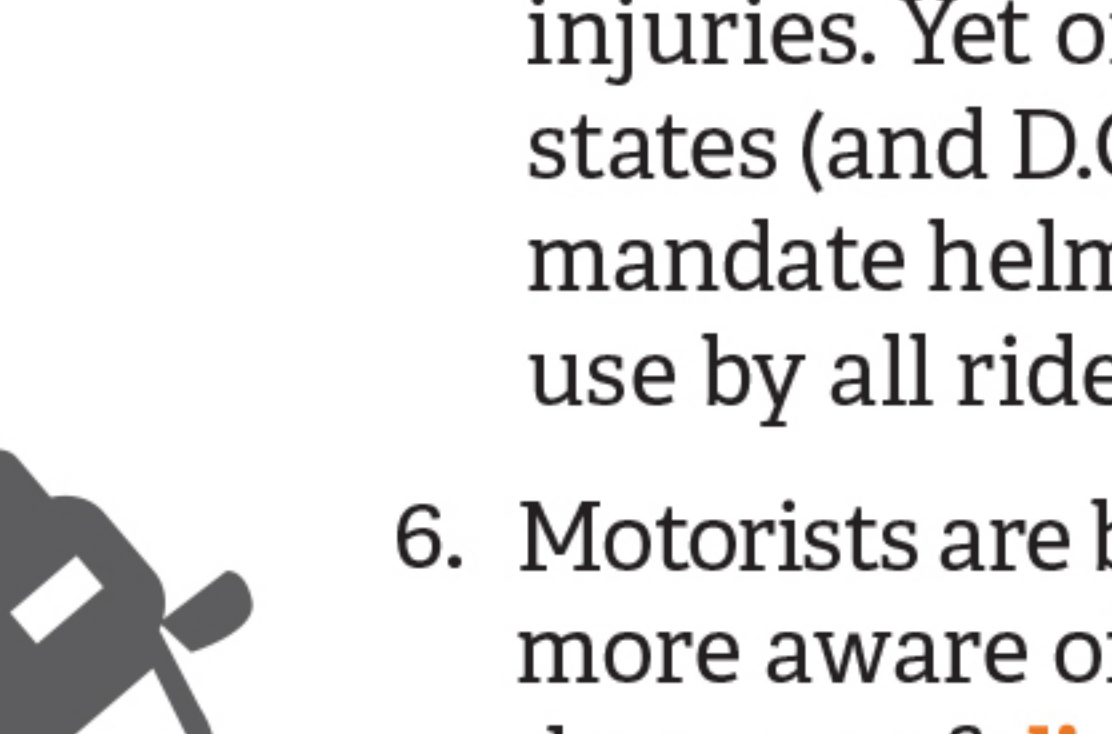 injuries. Yet
states (and D.C
mandate helm
use by all ride
6. Motorists are
more aware